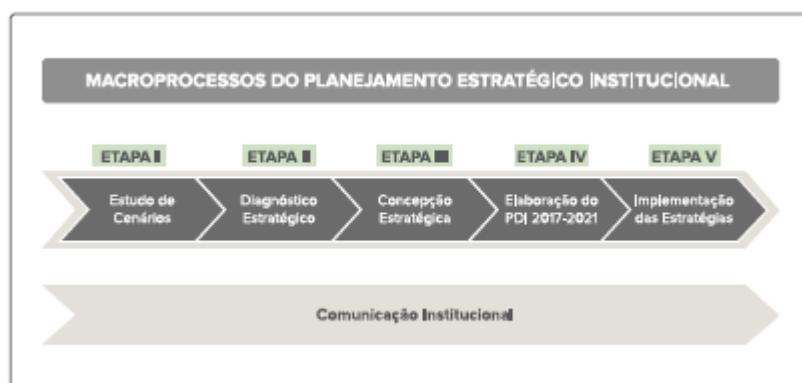 MACROPROCESSOS DO PLANEJAMENTO ESTRATÉGICO INSTITUCIONAL
ETAPA I
ETAPA II
ETAPA III
ETAPA IV
ETAPA V
Estudo de
Cenários
Diagnóstico
Estratégico
Concepção
Estratégica
Elaboração do
PDI 2017-2021
Implementação
das Estratégias
Comunicação Institucional